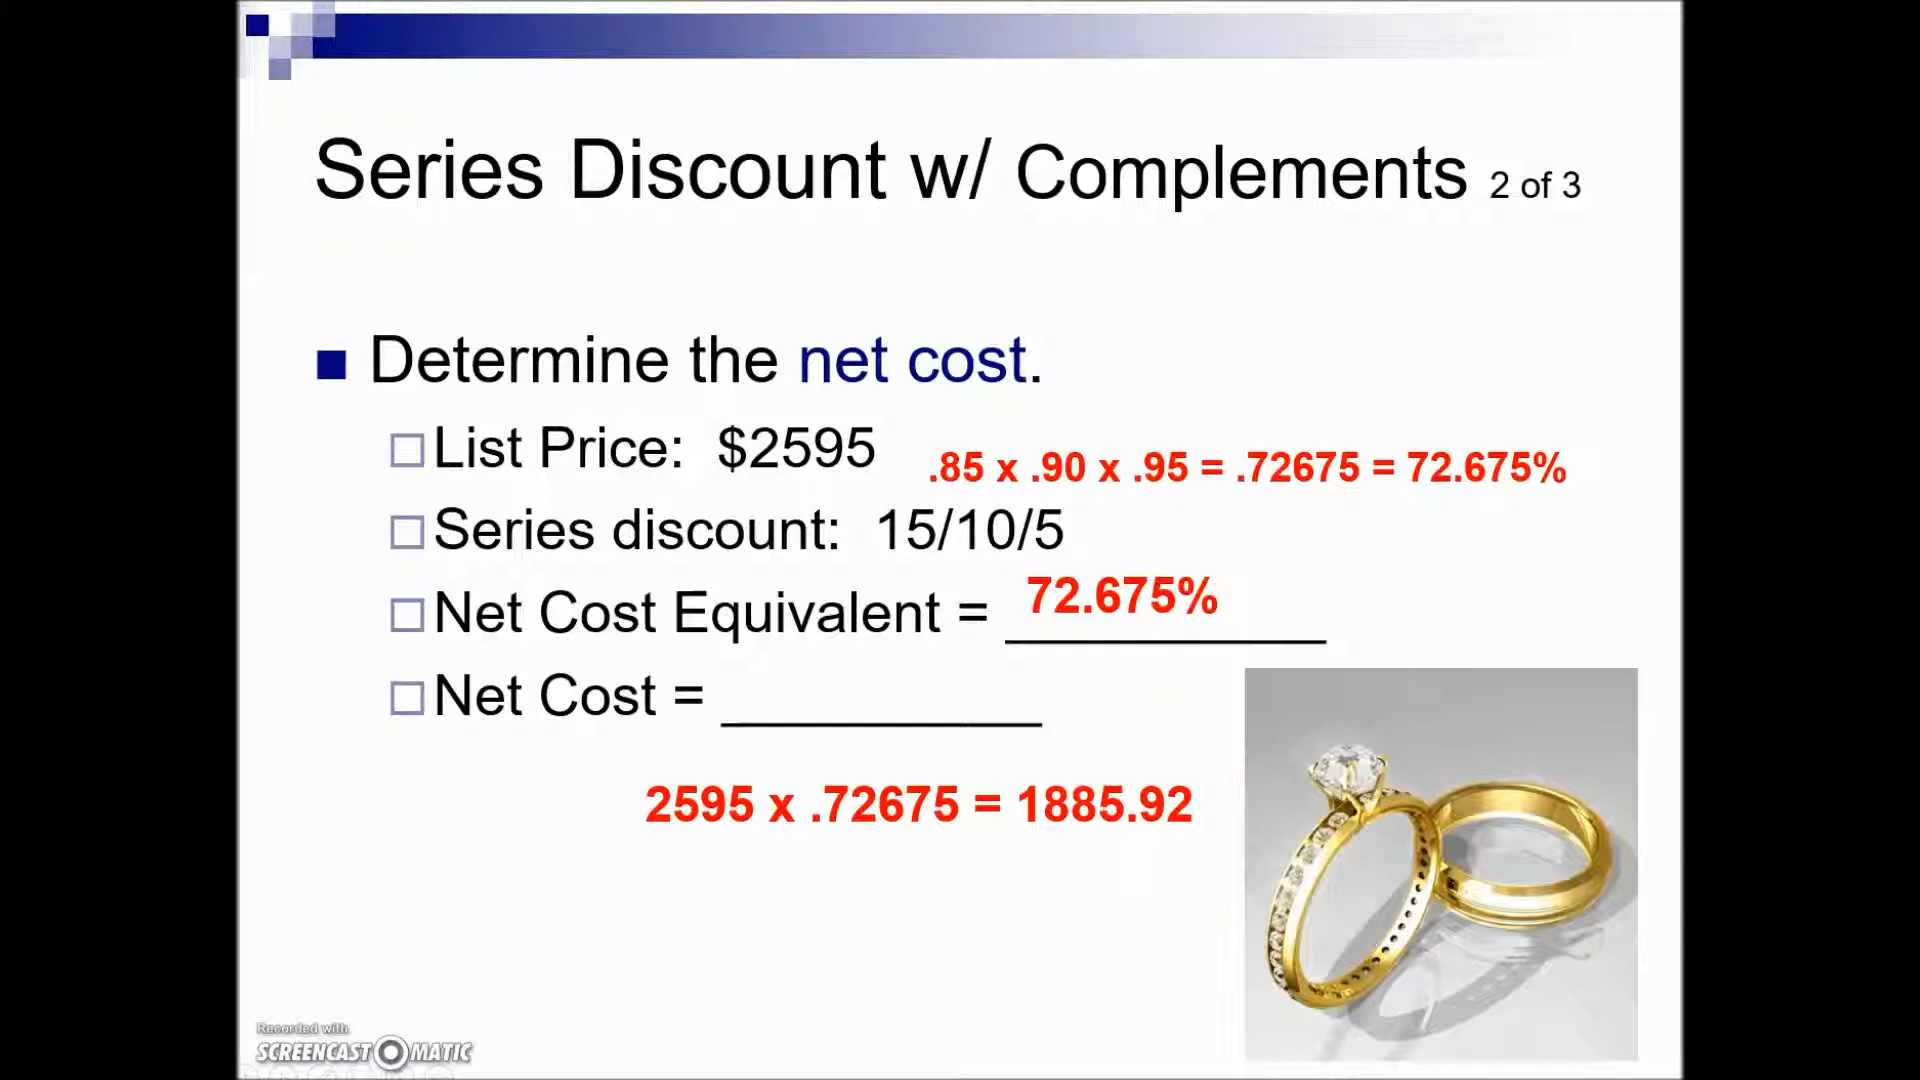 Series Discount w/ Complements 2 of 3
Determine the net cost.
List Price: $2595
.85 x .90 x .95 = .72675 = 72.675%
Series discount: 15/10/5
Net Cost Equivalent = 72.675%
Net Cost = __________
2595 x .72675 = 1885.92
Recorded with
SCREENCAST MATIC